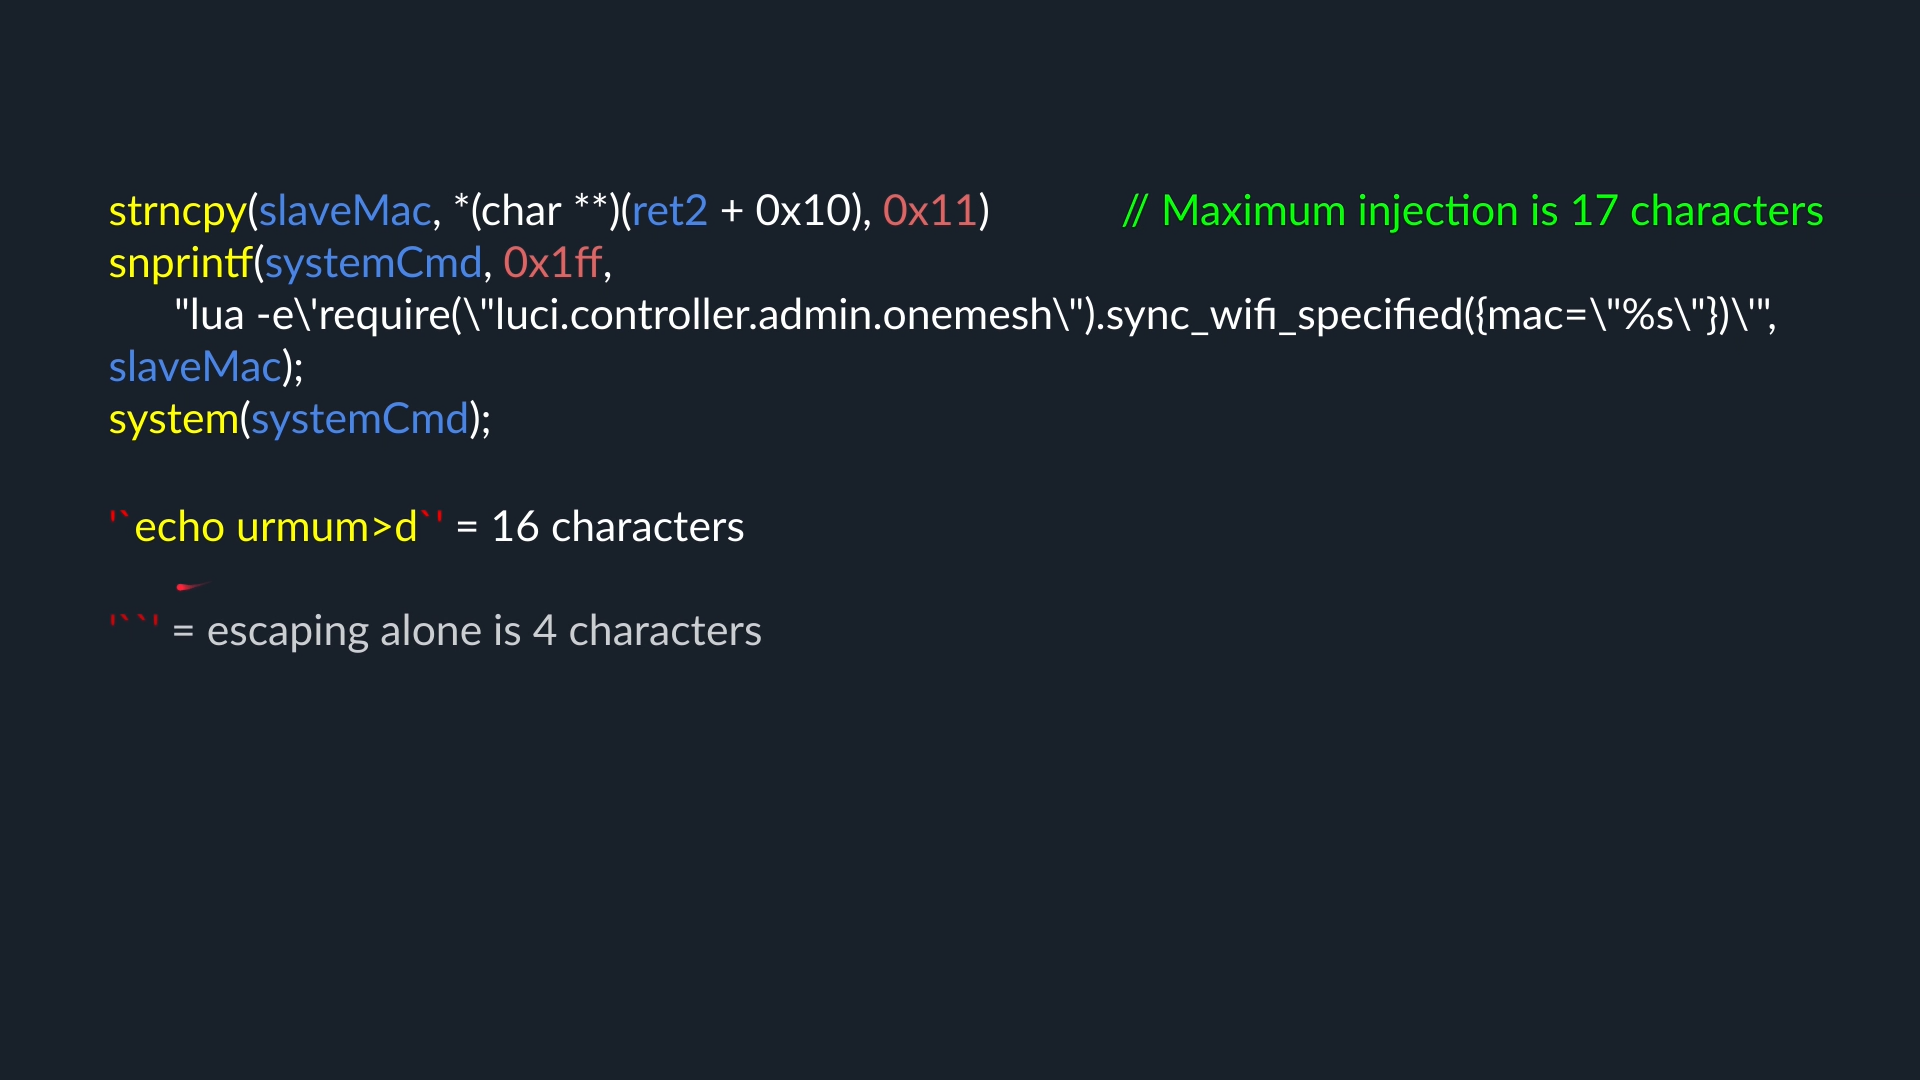 strncpy(slaveMac, *(char **)(ret2 + 0x10), 0x11) // Maximum injection is 17 characters
snprintf(systemCmd, 0x1ff,
"lua -e\'require(\"luci.controller.admin.onemesh\").sync_wifi_specified({mac=\"%s\"})\'",
slaveMac);
system(systemCmd);
'`echo urmum>d`' = 16 characters
'``' = escaping alone is 4 characters